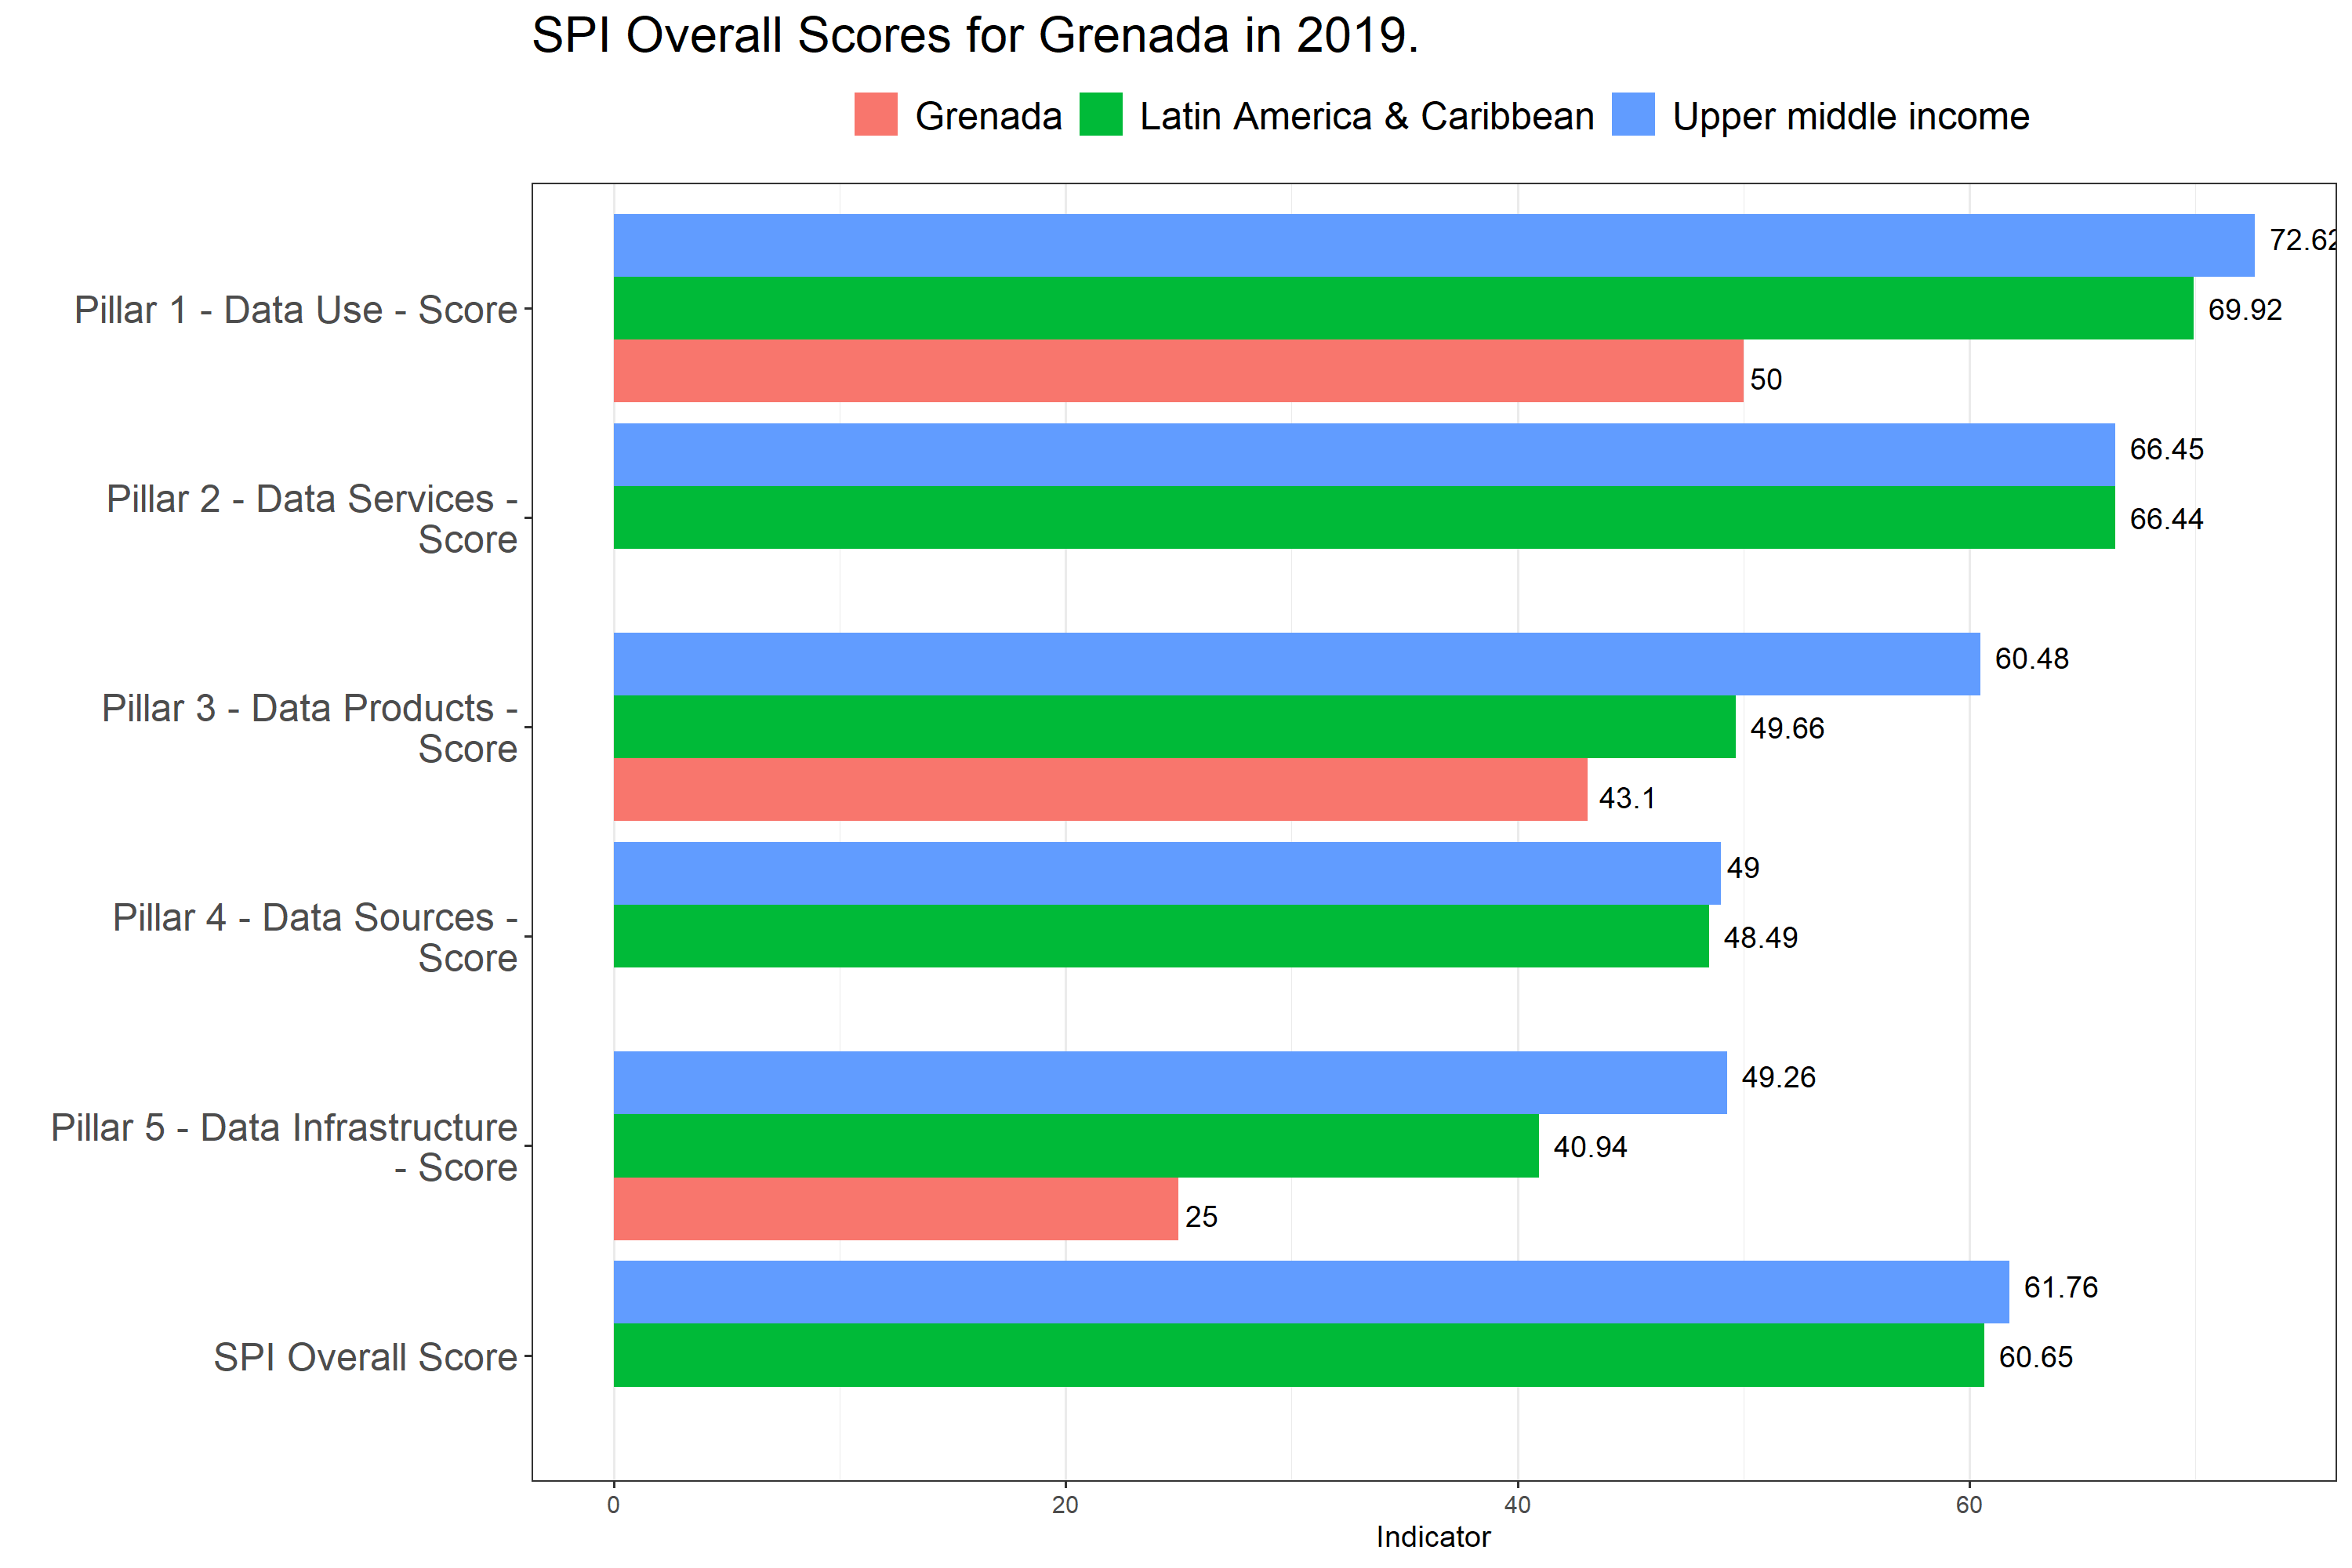 SPI Overall Scores for Grenada in 2019.
Grenada Latin America & Caribbean Upper middle income
Pillar 1 - Data Use - Score
72.62
69.92
50
Pillar 2 - Data Services -
Score
66.45
66.44
Pillar 3 - Data Products -
Score
60.48
49.66
43.1
Pillar 4 - Data Sources -
Score
49
48.49
Pillar 5 - Data Infrastructure
- Score
49.26
40.94
25
SPI Overall Score
61.76
60.65
0 20 40 60
Indicator